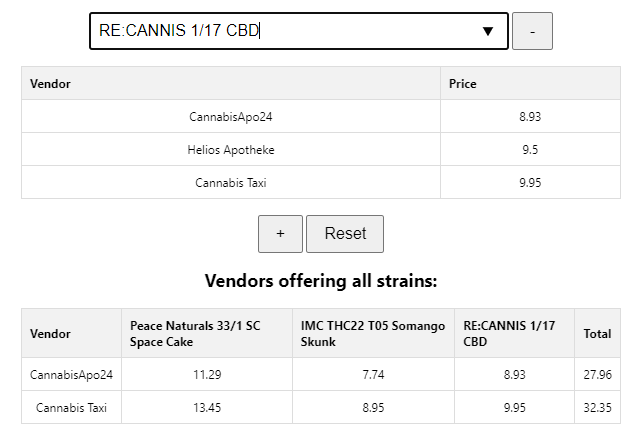 RE:CANNIS 1/17 CBD ▼ -
Vendor Price
CannabisApo24 8.93
Helios Apotheke 9.5
Cannabis Taxi 9.95
+ Reset
Vendors offering all strains:
Vendor Peace Naturals 33/1 SC Space Cake IMC THC22 T05 Somango Skunk RE:CANNIS 1/17 CBD Total
CannabisApo24 11.29 7.74 8.93 27.96
Cannabis Taxi 13.45 8.95 9.95 32.35